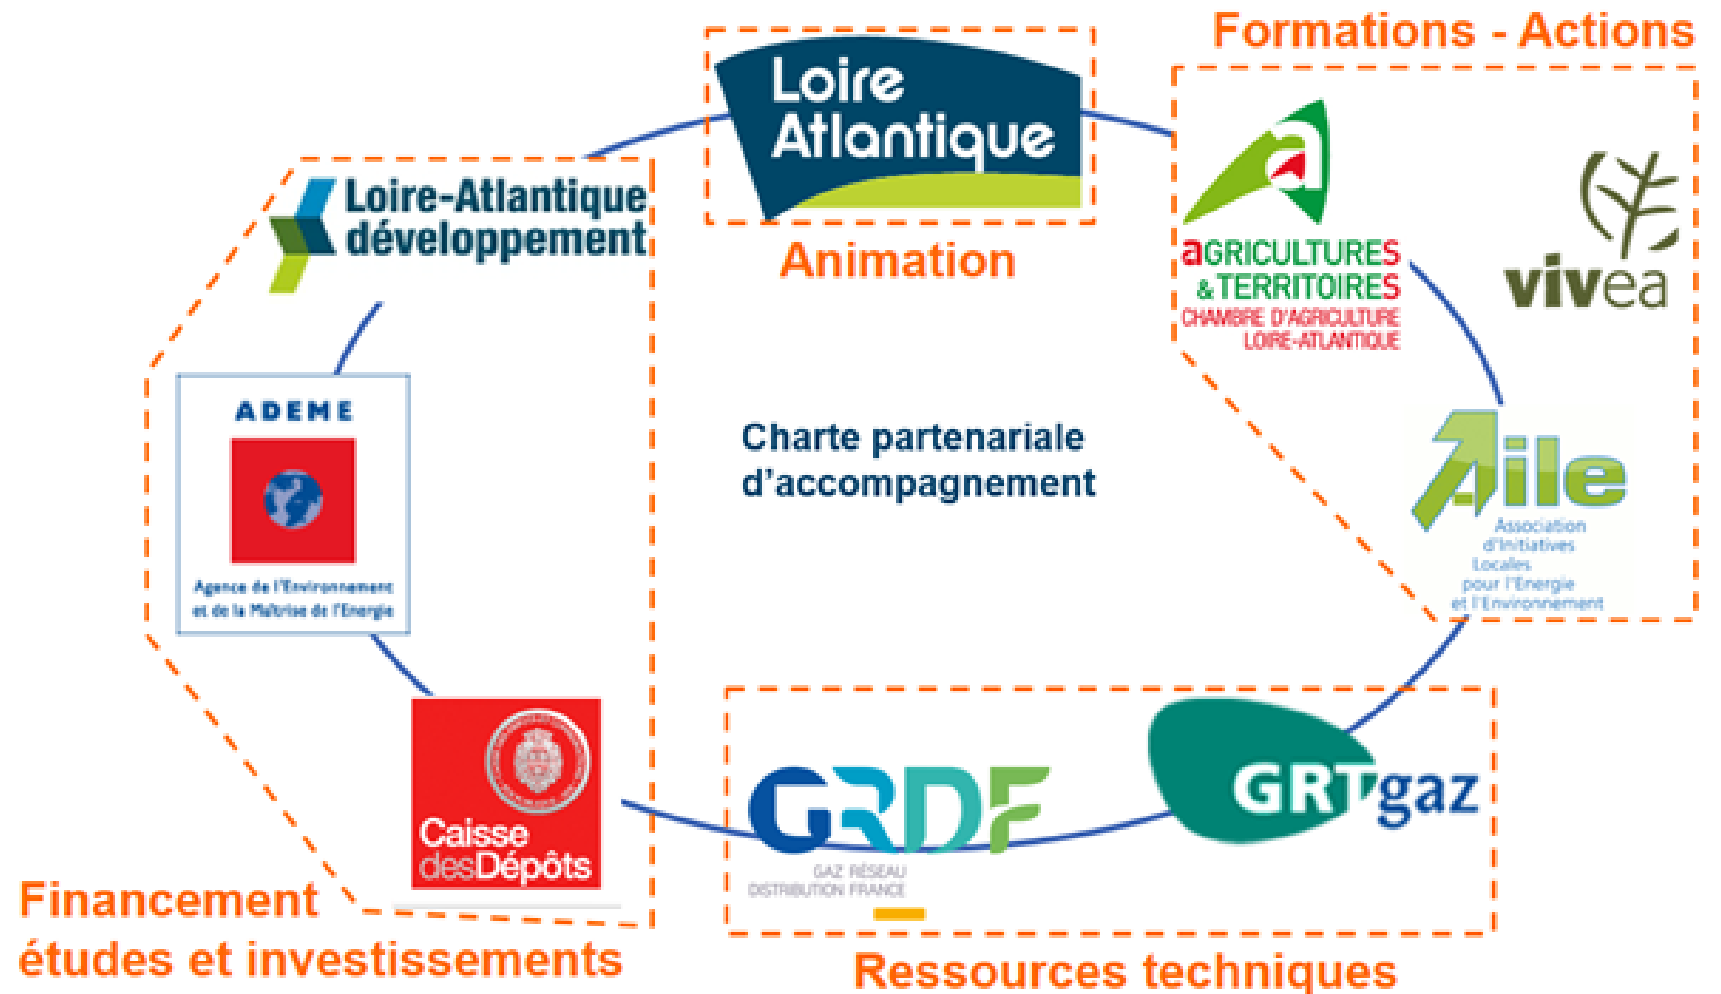 Formations - Actions
Loire
Atlantique
Animation
Loire-Atlantique
développement
aGRICULTURES
& TERRITOIRES
CHAMBRE D'AGRICULTURE
LOIRE-ATLANTIQUE
vivea
ADEME
Agence de l'Environnement
et de la Maîtrise de l'Energie
Charte partenariale
d'accompagnement
Aile
Association
d'Initiatives
Locales
pour l'Energie
et l'Environnement
Caisse
desDépôts
GRDF
GAZ RÉSEAU
DISTRIBUTION FRANCE
GRTgaz
Financement
études et investissements
Ressources techniques